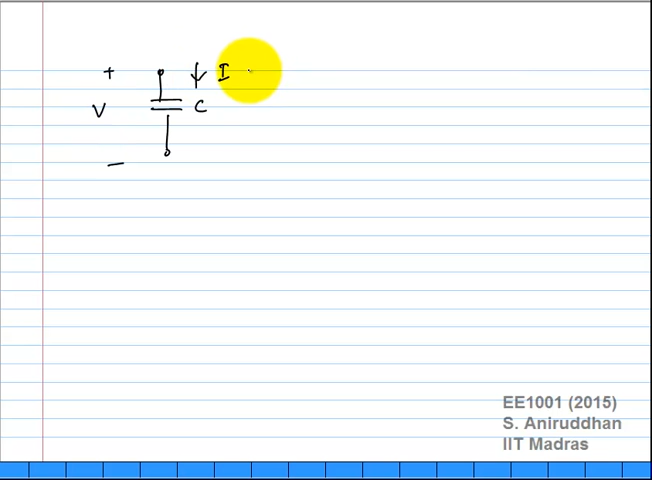 + I
V C
−
EE1001 (2015)
S. Aniruddhan
IIT Madras